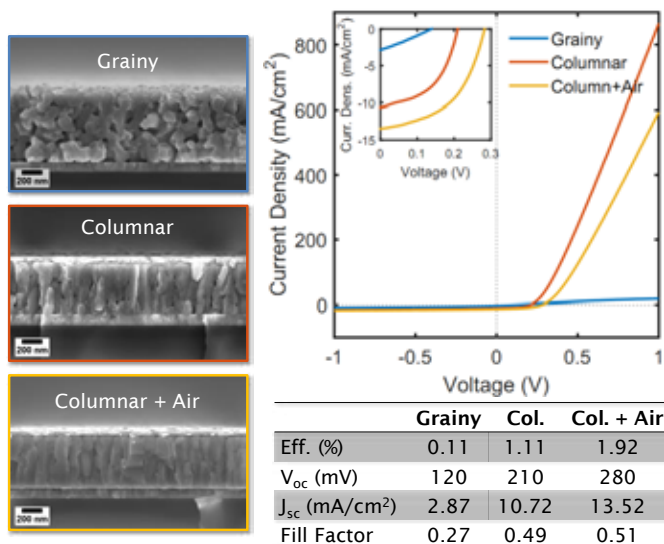 Grainy
200 nm
Columnar
200 nm
Columnar + Air
200 nm
Current Density (mA/cm²)
800
600
400
200
0
-1
-0.5
0
0.5
1
Voltage (V)
Curr. Dens. (mA/cm²)
0
-5
-10
-15
0
0.1
0.2
0.3
Voltage (V)
Grainy
Columnar
Column+Air
Grainy Col. Col. + Air
Eff. (%) 0.11 1.11 1.92
Voc (mV) 120 210 280
Jsc (mA/cm²) 2.87 10.72 13.52
Fill Factor 0.27 0.49 0.51